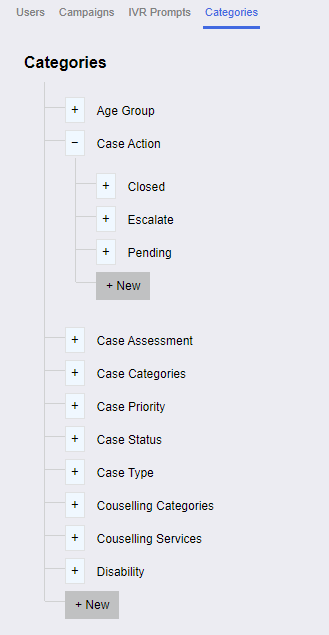 Users Campaigns IVR Prompts Categories
Categories
+ Age Group
− Case Action
+ Closed
+ Escalate
+ Pending
+ New
+ Case Assessment
+ Case Categories
+ Case Priority
+ Case Status
+ Case Type
+ Couselling Categories
+ Couselling Services
+ Disability
+ New